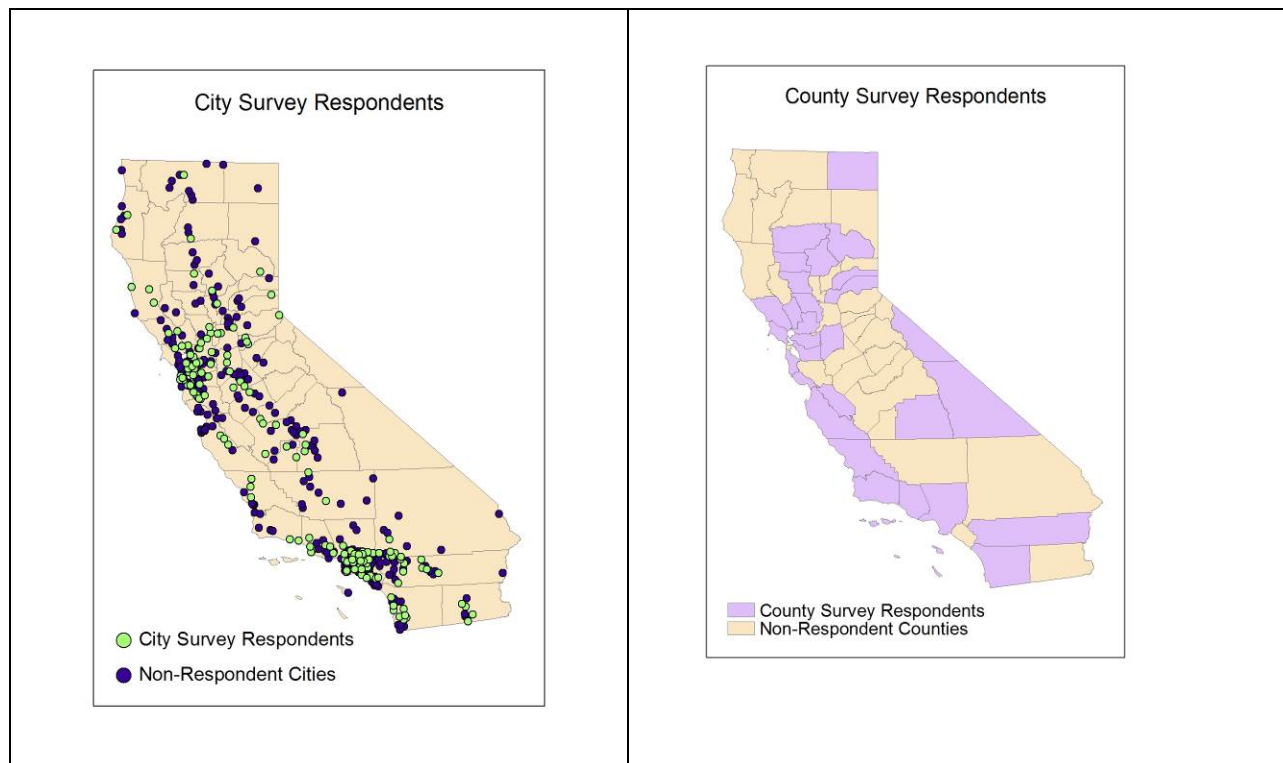 City Survey Respondents
City Survey Respondents
Non-Respondent Cities
County Survey Respondents
County Survey Respondents
Non-Respondent Counties